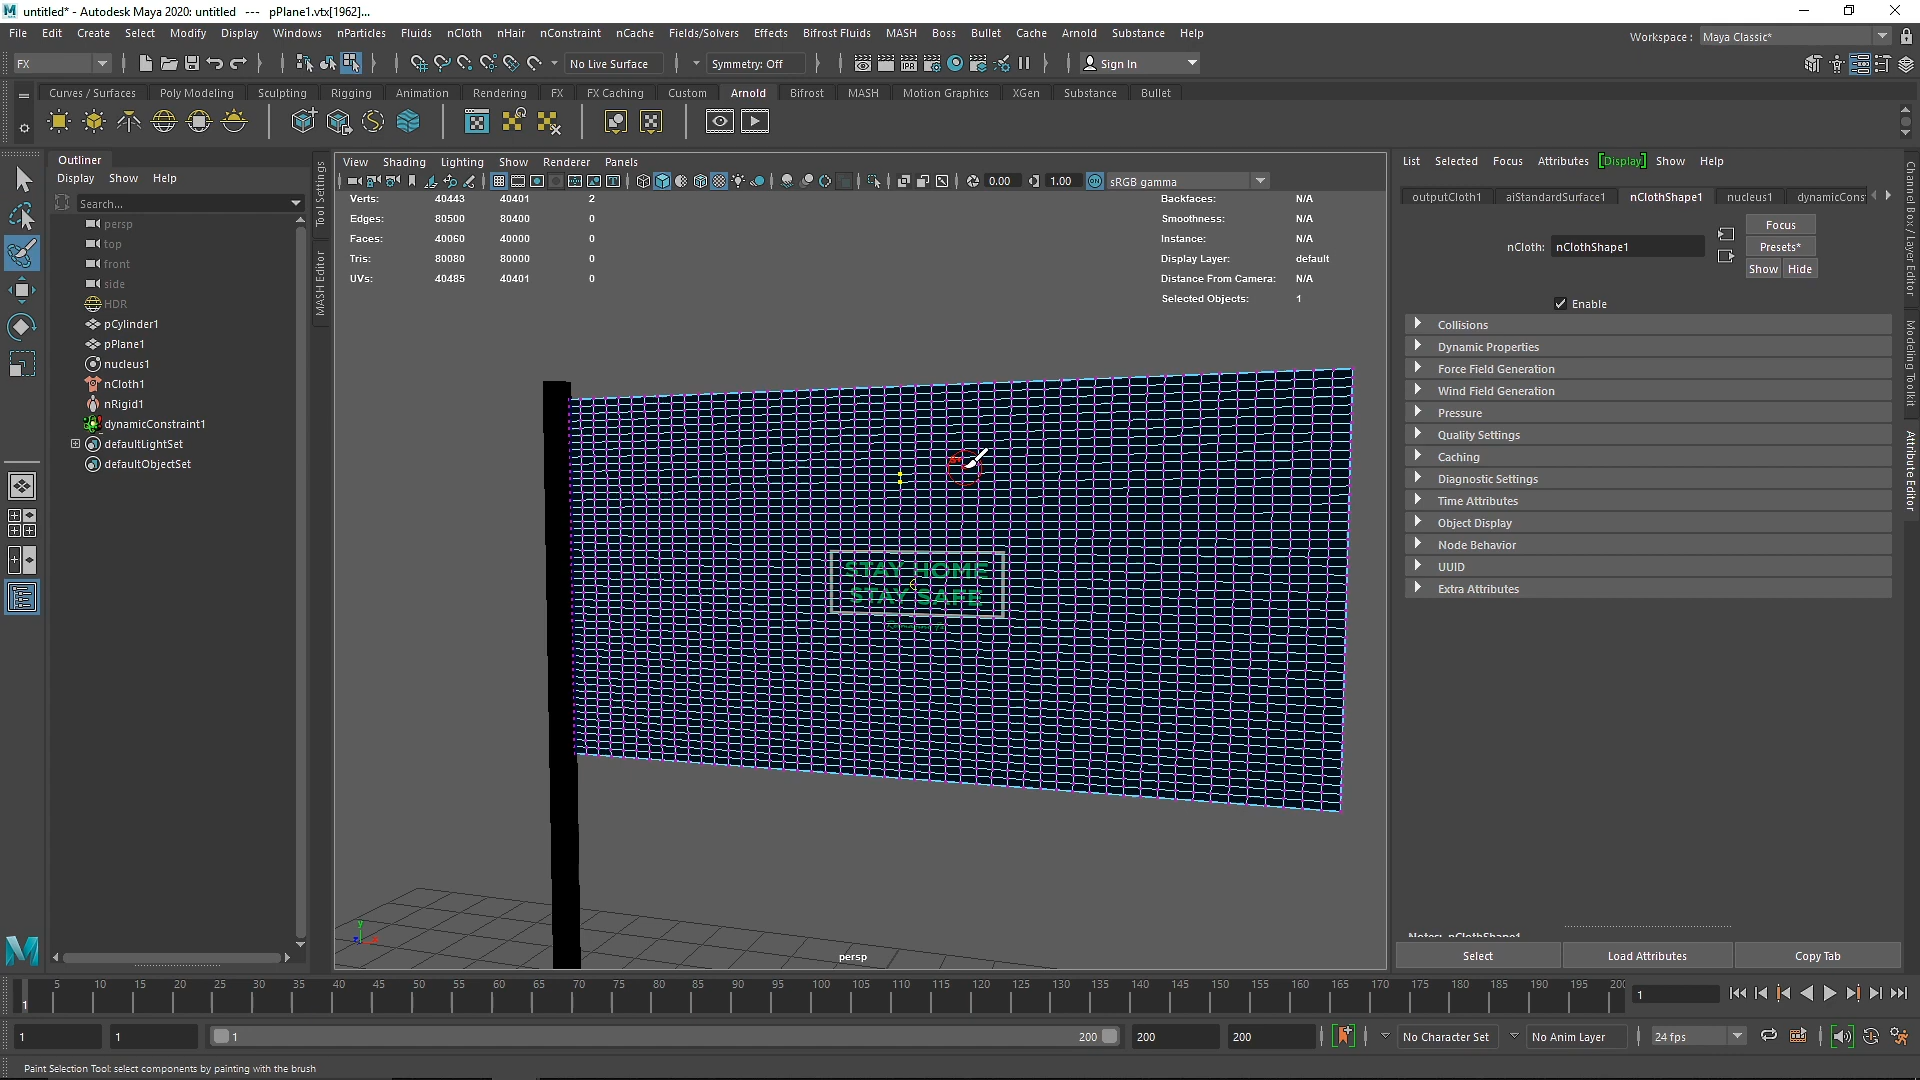 untitled* - Autodesk Maya 2020: untitled --- pPlane1.vtx[1962]...
File Edit Create Select Modify Display Windows nParticles Fluids nCloth nHair nConstraint nCache Fields/Solvers Effects Bifrost Fluids MASH Boss Bullet Cache Arnold Substance Help
Workspace : Maya Classic*
FX
No Live Surface
Symmetry: Off
Sign In
Curves / Surfaces Poly Modeling Sculpting Rigging Animation Rendering FX FX Caching Custom Arnold Bifrost MASH Motion Graphics XGen Substance Bullet
Outliner
Display Show Help
Search...
persp
top
front
side
HDR
pCylinder1
pPlane1
nucleus1
nCloth1
nRigid1
dynamicConstraint1
defaultLightSet
defaultObjectSet
Tool Settings
MASH Editor
View Shading Lighting Show Renderer Panels
0.00 1.00 ON sRGB gamma
Verts: 40443 40401 2
Edges: 80500 80400 0
Faces: 40060 40000 0
Tris: 80080 80000 0
UVs: 40485 40401 0
Backfaces: N/A
Smoothness: N/A
Instance: N/A
Display Layer: default
Distance From Camera: N/A
Selected Objects: 1
STAY HOME
STAY SAFE
persp
List Selected Focus Attributes [Display] Show Help
outputCloth1 aiStandardSurface1 nClothShape1 nucleus1 dynamicCons
nCloth: nClothShape1
Focus
Presets*
Show Hide
Enable
Collisions
Dynamic Properties
Force Field Generation
Wind Field Generation
Pressure
Quality Settings
Caching
Diagnostic Settings
Time Attributes
Object Display
Node Behavior
UUID
Extra Attributes
Notes: nClothShape1
Select Load Attributes Copy Tab
Channel Box / Layer Editor
Modeling Toolkit
Attribute Editor
5 10 15 20 25 30 35 40 45 50 55 60 65 70 75 80 85 90 95 100 105 110 115 120 125 130 135 140 145 150 155 160 165 170 175 180 185 190 195 200
1
1
1 1 1 200 200 200 No Character Set No Anim Layer 24 fps
Paint Selection Tool: select components by painting with the brush